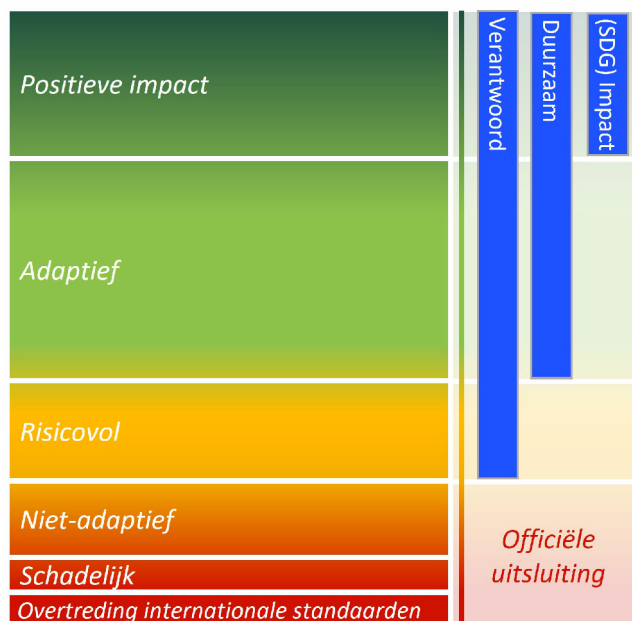 Positieve impact
Adaptief
Risicovol
Niet-adaptief
Schadelijk
Overtreding internationale standaarden
Verantwoord
Duurzaam
(SDG) Impact
Officiële
uitsluiting